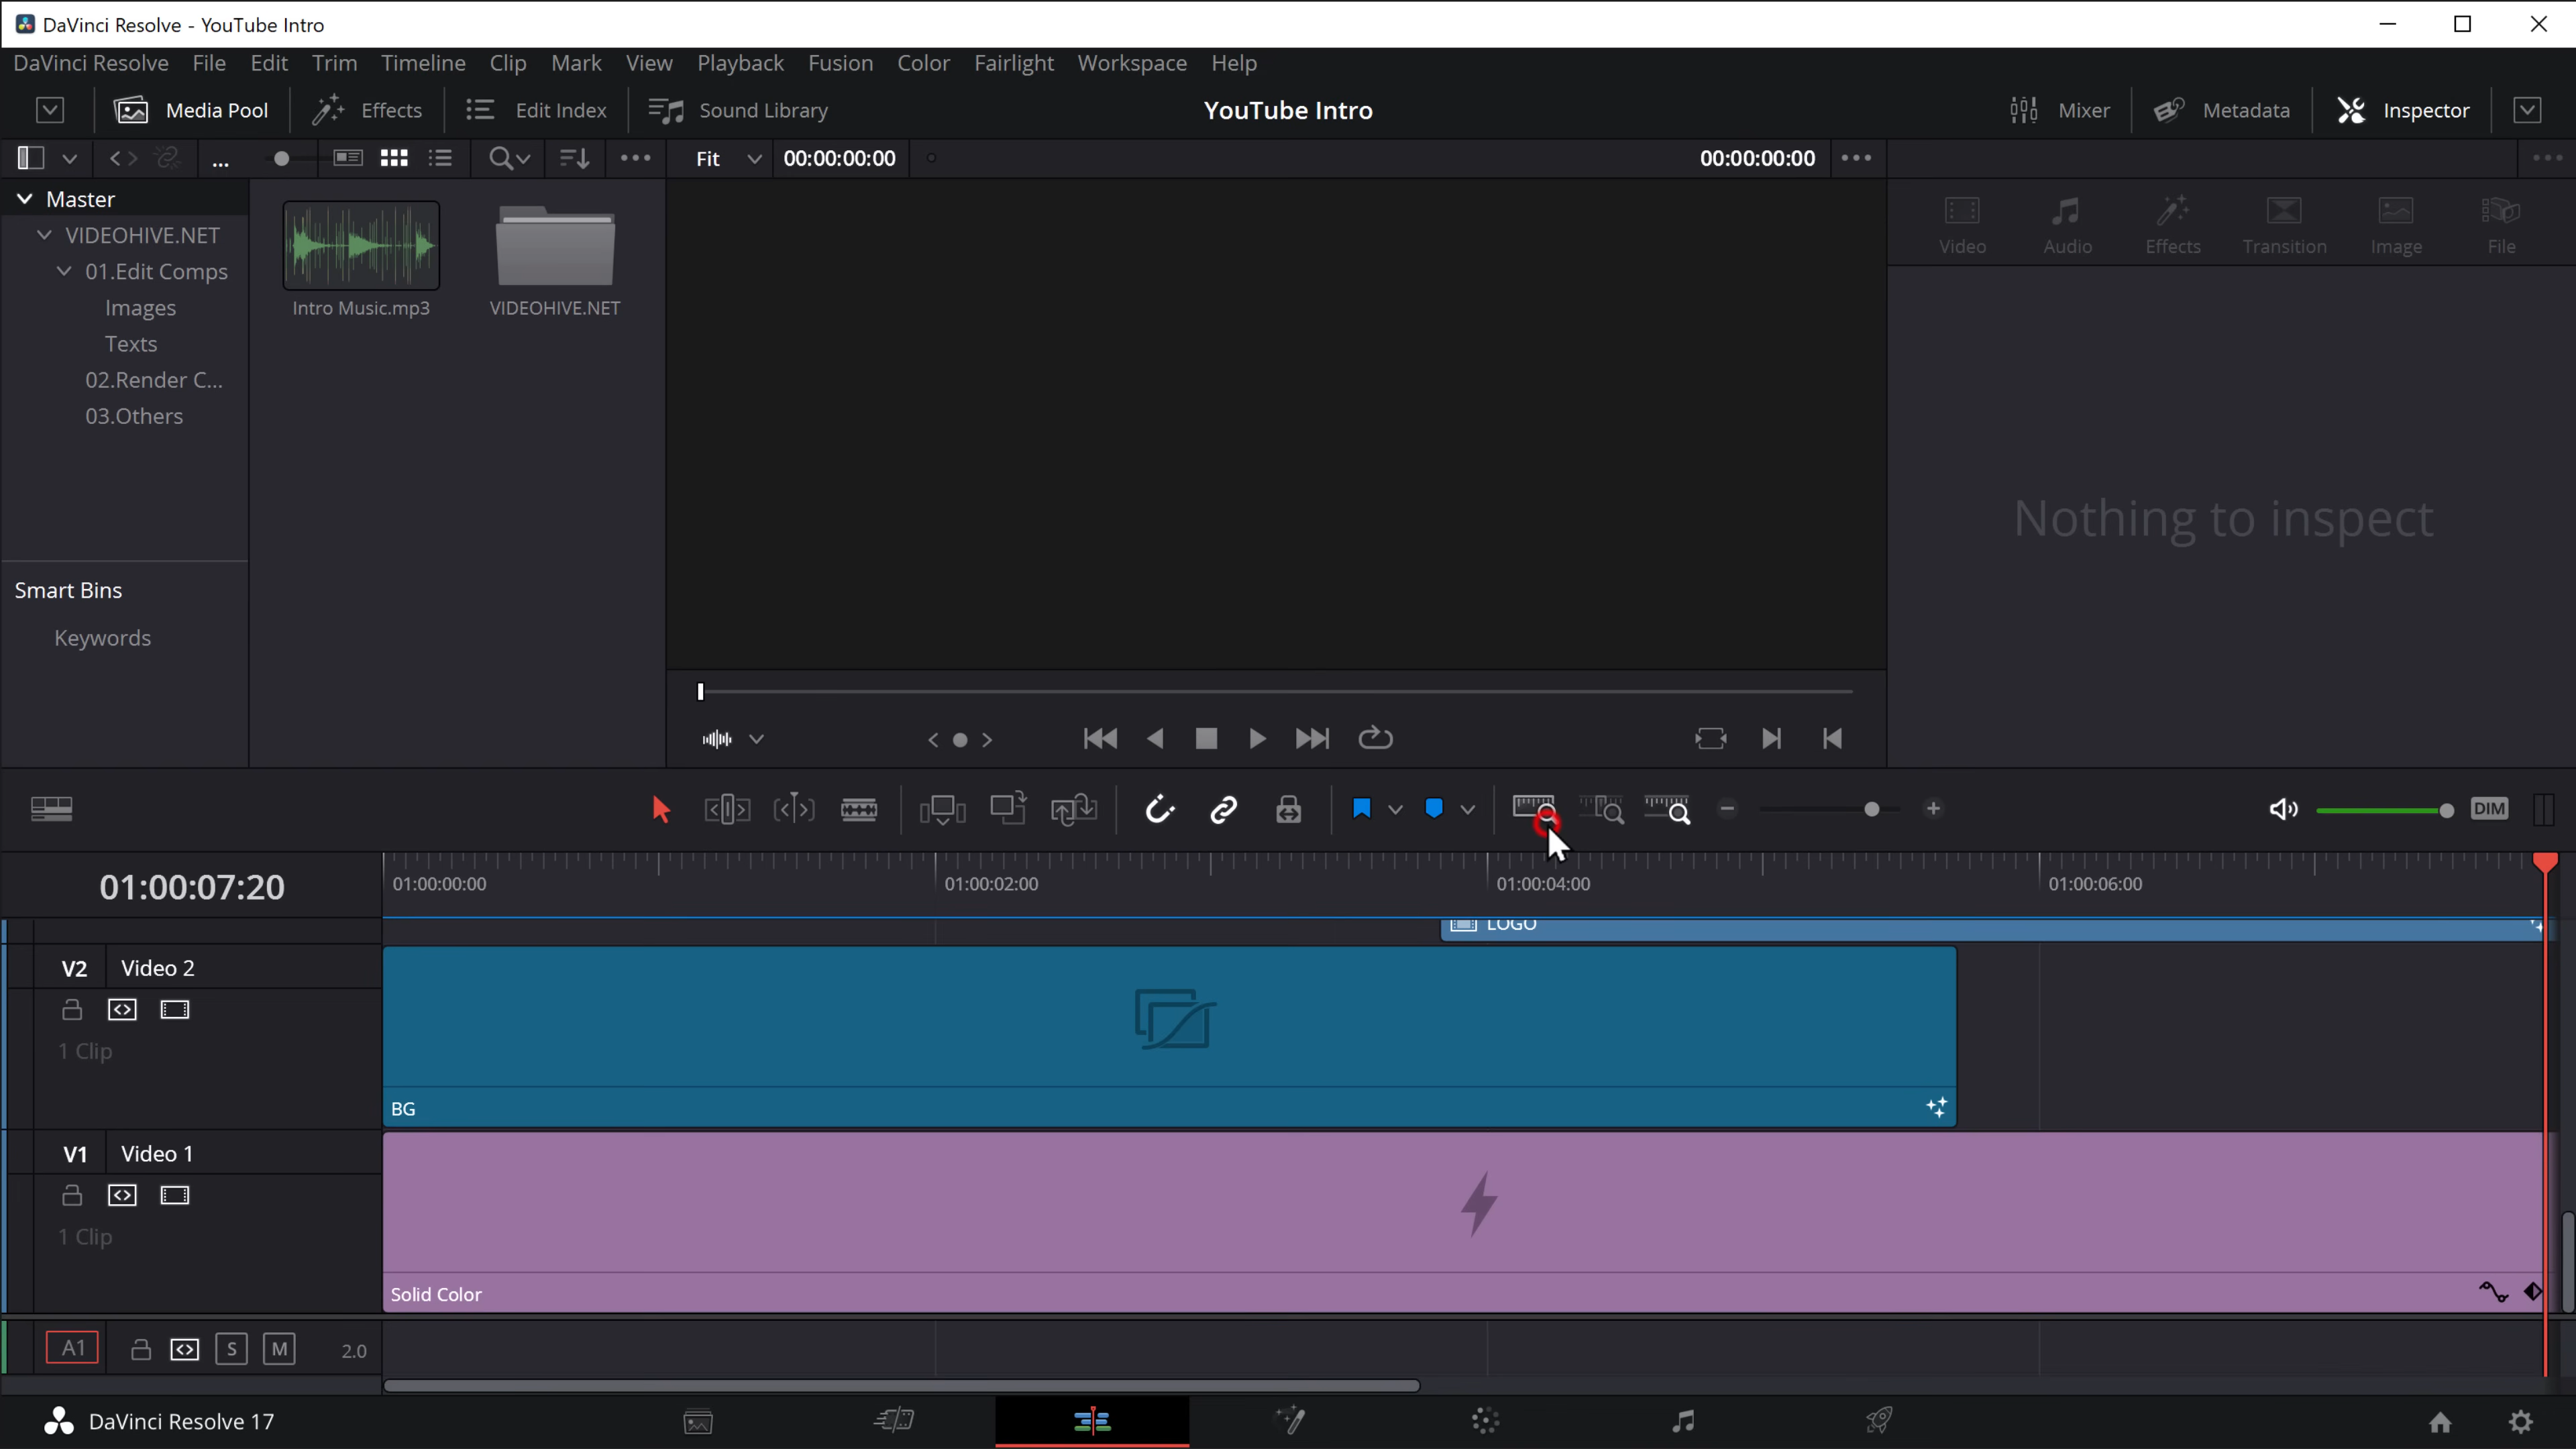 DaVinci Resolve - YouTube Intro
DaVinci Resolve File Edit Trim Timeline Clip Mark View Playback Fusion Color Fairlight Workspace Help
Media Pool Effects Edit Index Sound Library YouTube Intro Mixer Metadata Inspector
... Fit 00:00:00:00 00:00:00:00
Master
VIDEOHIVE.NET
01.Edit Comps
Images
Texts
02.Render C...
03.Others
Intro Music.mp3 VIDEOHIVE.NET
Video Audio Effects Transition Image File
Nothing to inspect
Smart Bins
Keywords
DIM
01:00:07:20
01:00:00:00 01:00:02:00 01:00:04:00 01:00:06:00
LOGO
V2 Video 2
1 Clip
BG
V1 Video 1
1 Clip
Solid Color
A1 S M 2.0
DaVinci Resolve 17